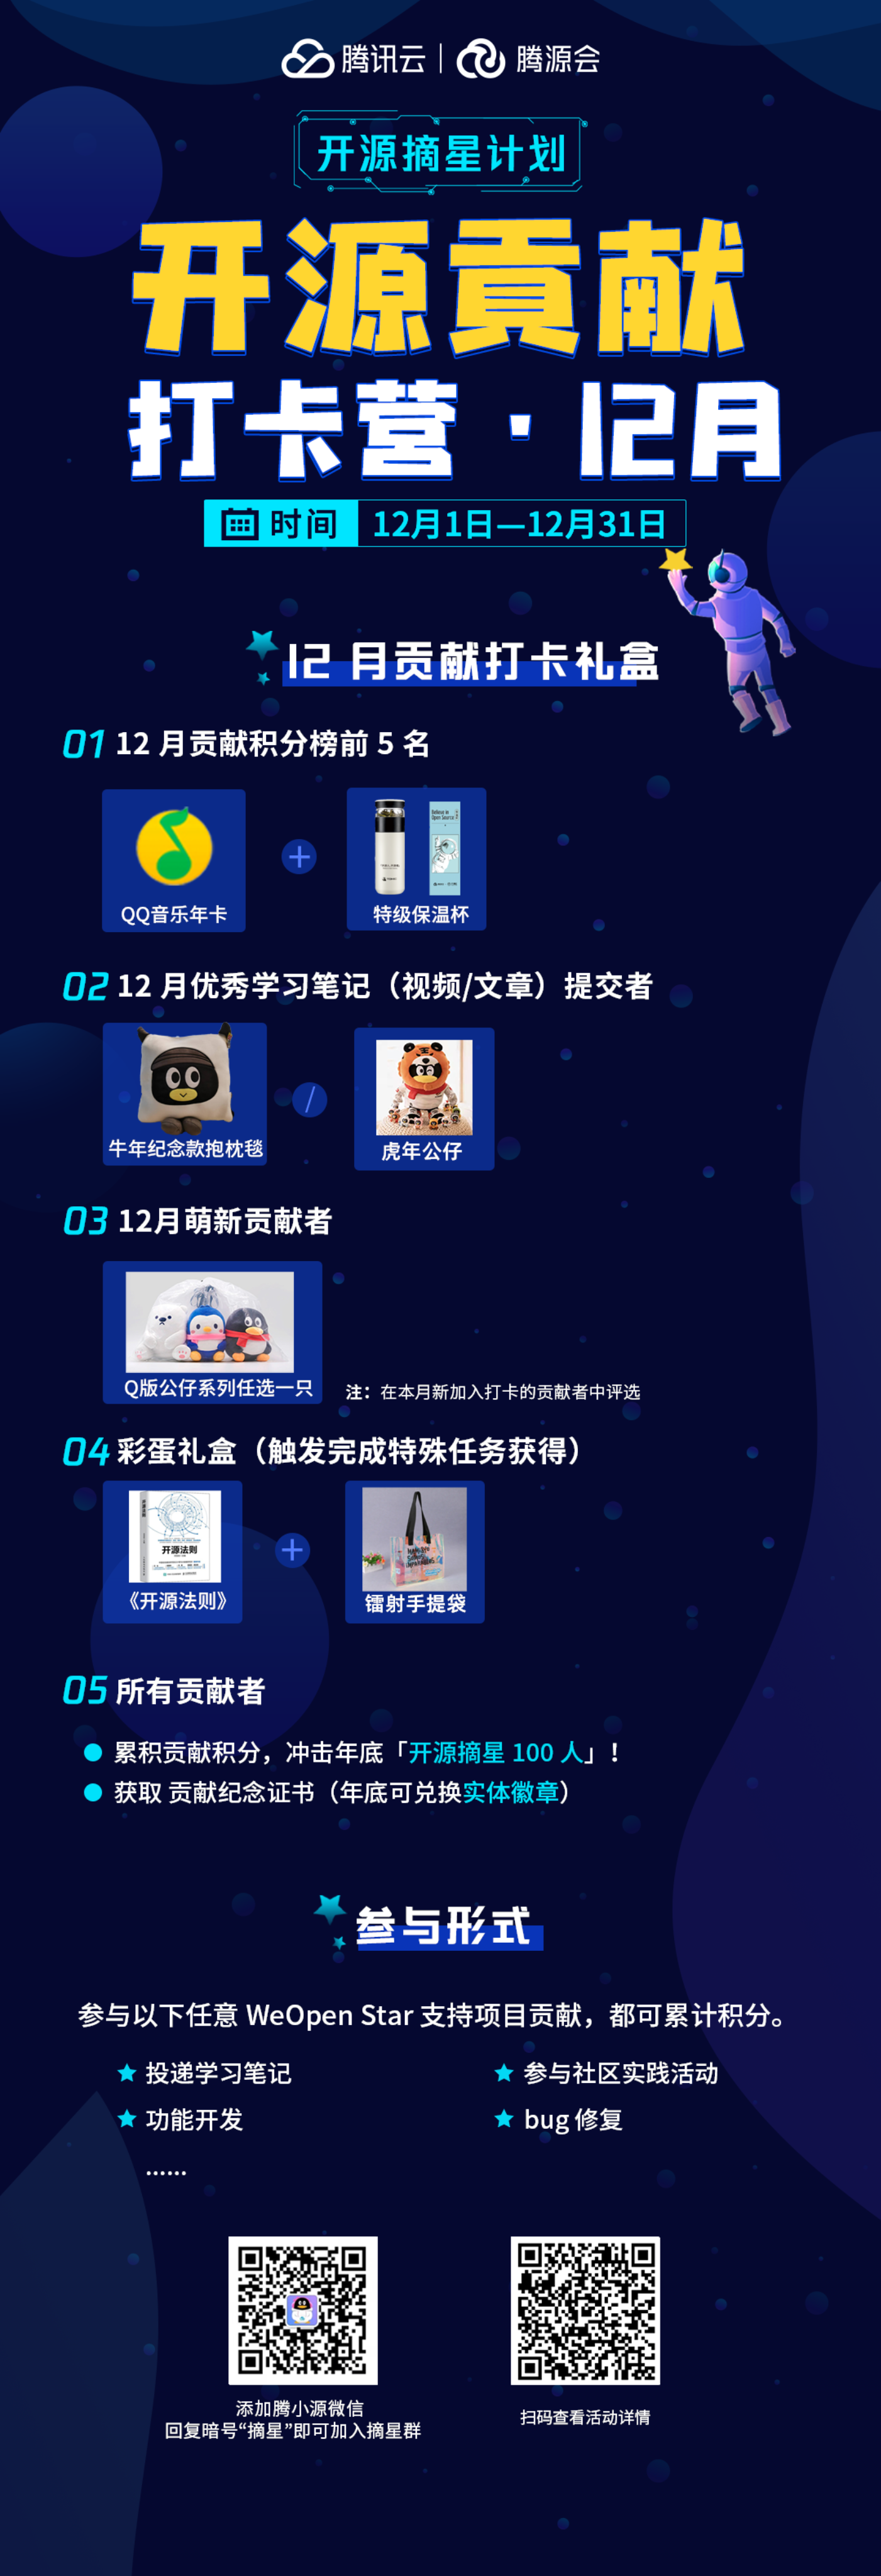 腾讯云 | 腾源会
开源摘星计划
开源貢献
打卡营·12月
时间 12月1日—12月31日
12 月贡献打卡礼盒
01 12 月贡献积分榜前 5 名
QQ音乐年卡
+
Believe in
Open Source
特级保温杯
02 12 月优秀学习笔记（视频/文章）提交者
牛年纪念款抱枕毯
/
虎年公仔
03 12月萌新贡献者
Q版公仔系列任选一只
注：在本月新加入打卡的贡献者中评选
04 彩蛋礼盒（触发完成特殊任务获得）
开源法则
《开源法则》
+
镭射手提袋
05 所有贡献者
累积贡献积分，冲击年底「开源摘星 100 人」！
获取 贡献纪念证书（年底可兑换实体徽章）
参与形式
参与以下任意 WeOpen Star 支持项目贡献，都可累计积分。
投递学习笔记
参与社区实践活动
功能开发
bug 修复
......
添加腾小源微信
回复暗号“摘星”即可加入摘星群
扫码查看活动详情